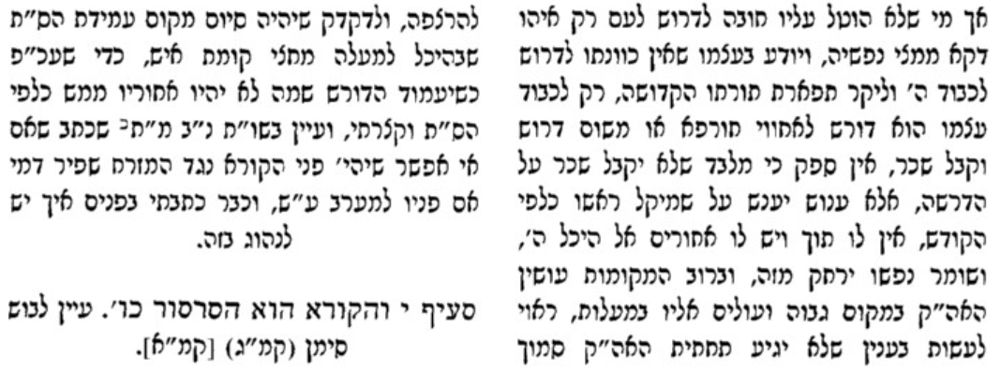 אך מי שלא הוטל עליו חובה לדרוש לעם רק איהו
דקא ממני נפשיה, ויודע בעצמו שאין כוונתו לדרוש
לכבוד ה׳ וליקר תפארת תורתו הקדושה, רק לכבוד
עצמו הוא דורש לאחווי חורפא או משום דרוש
וקבל שכר, אין ספק כי מלבד שלא יקבל שכר על
הדרשה, אלא ענוש יענש על שמיקל ראשו כלפי
הקודש, אין לו תוך ויש לו אחוריס אל היכל ה׳,
ושומר נפשו ירחק מזה, וברוב המקומות עושין
האה״ק במקום גבוה ועולים אליו במעלות, ראוי
לעשות בענין שלא יגיע תחתית האה״ק סמוך
להרצפה, ולדקדק שיהיה סיום מקום עמידת הס״ת
שבהיכל למעלה מחצי קומת איש, כדי שעכ״פ
כשיעמוד הדורש שמה לא יהיו אחוריו ממש כלפי
הס״ת וקצרתי, ועיין בשו״ת נ״ב מ״ת<sup>כ</sup> שכתב שאם
אי אפשר שיהי׳ פני הקורא נגד המזרח שפיר דמי
אם פניו למערב ע״ש, וכבר כתבתי בפנים איך יש
לנהוג בזה.
סעיף י והקורא הוא הסרסור כו׳. עיין לבוש
סימן (קמ״ג) [קמ״א].